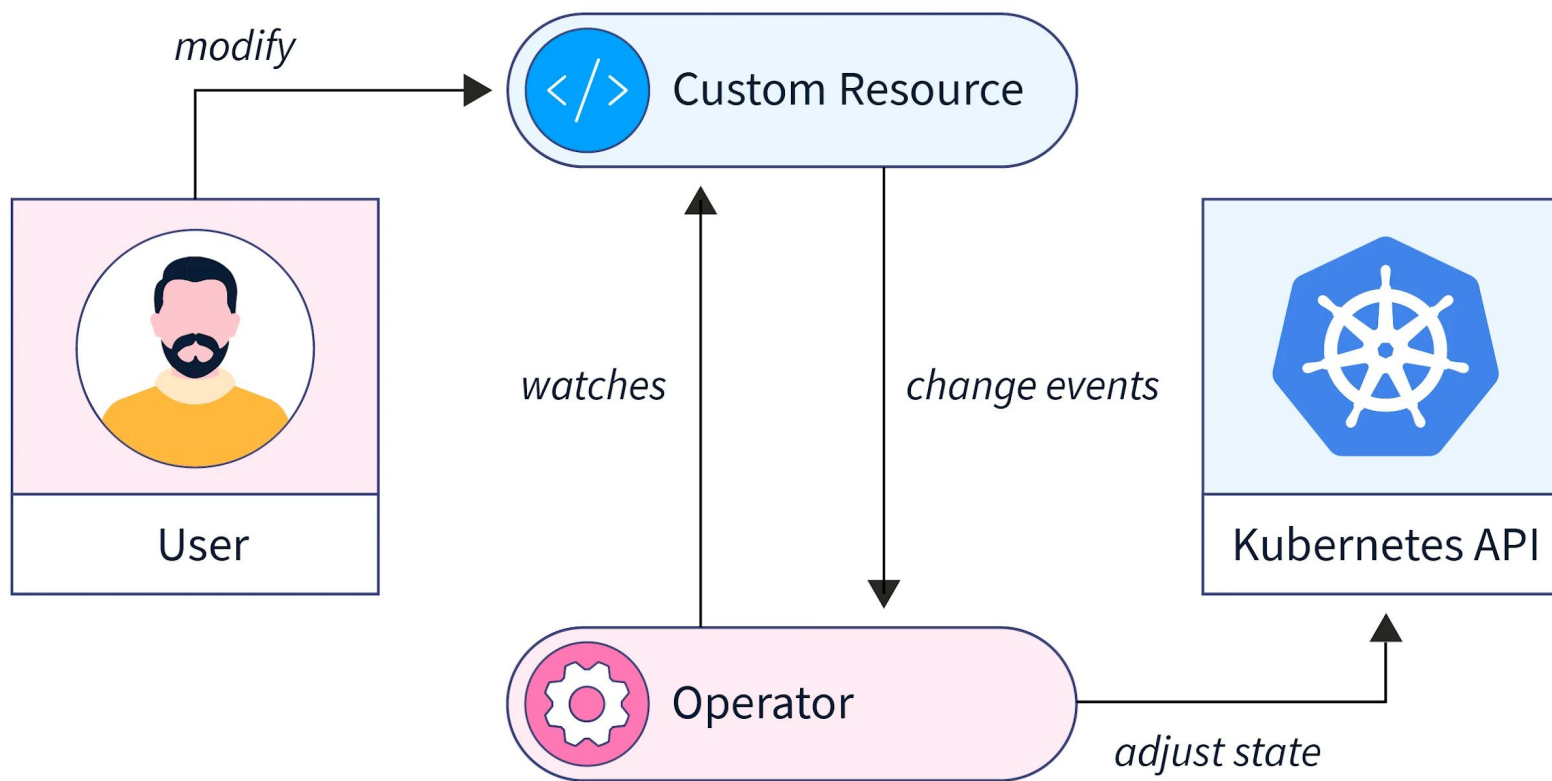 modify
Custom Resource
watches
change events
User
Kubernetes API
Operator
adjust state